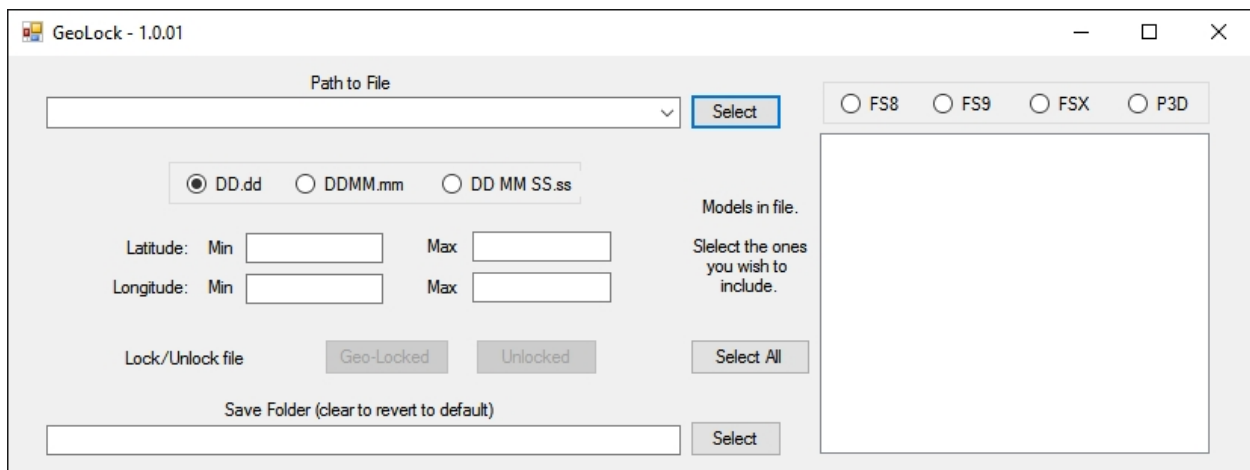 GeoLock - 1.0.01
Path to File
Select
FS8 FS9 FSX P3D
DD.dd DDMM.mm DD MM SS.ss
Models in file.
Slelect the ones
you wish to
include.
Latitude: Min Max
Longitude: Min Max
Lock/Unlock file Geo-Locked Unlocked Select All
Save Folder (clear to revert to default)
Select